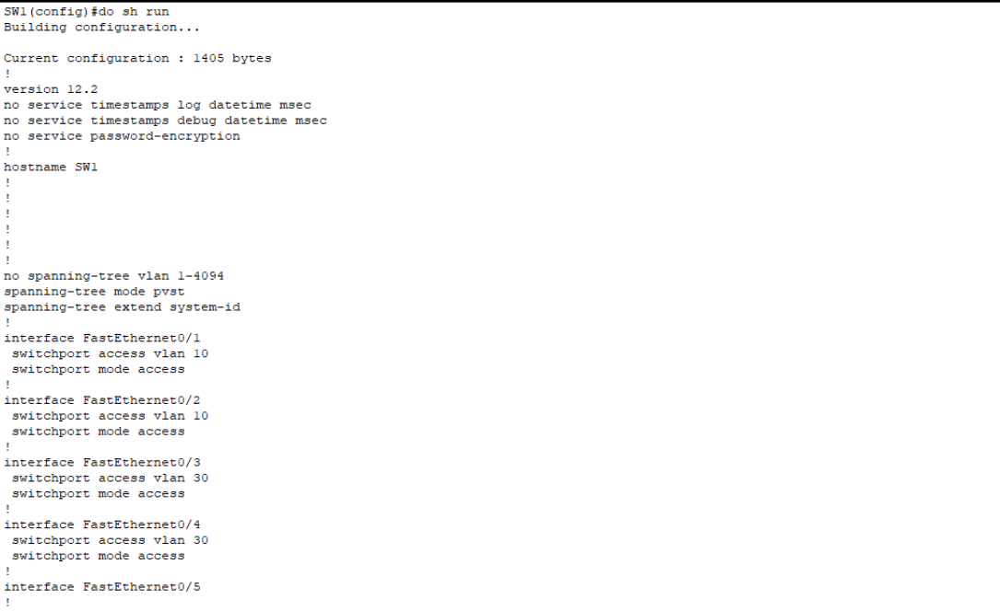 SW1(config)#do sh run
Building configuration...
Current configuration : 1405 bytes
!
version 12.2
no service timestamps log datetime msec
no service timestamps debug datetime msec
no service password-encryption
!
hostname SW1
!
!
!
!
!
!
no spanning-tree vlan 1-4094
spanning-tree mode pvst
spanning-tree extend system-id
!
interface FastEthernet0/1
 switchport access vlan 10
 switchport mode access
!
interface FastEthernet0/2
 switchport access vlan 10
 switchport mode access
!
interface FastEthernet0/3
 switchport access vlan 30
 switchport mode access
!
interface FastEthernet0/4
 switchport access vlan 30
 switchport mode access
!
interface FastEthernet0/5
!